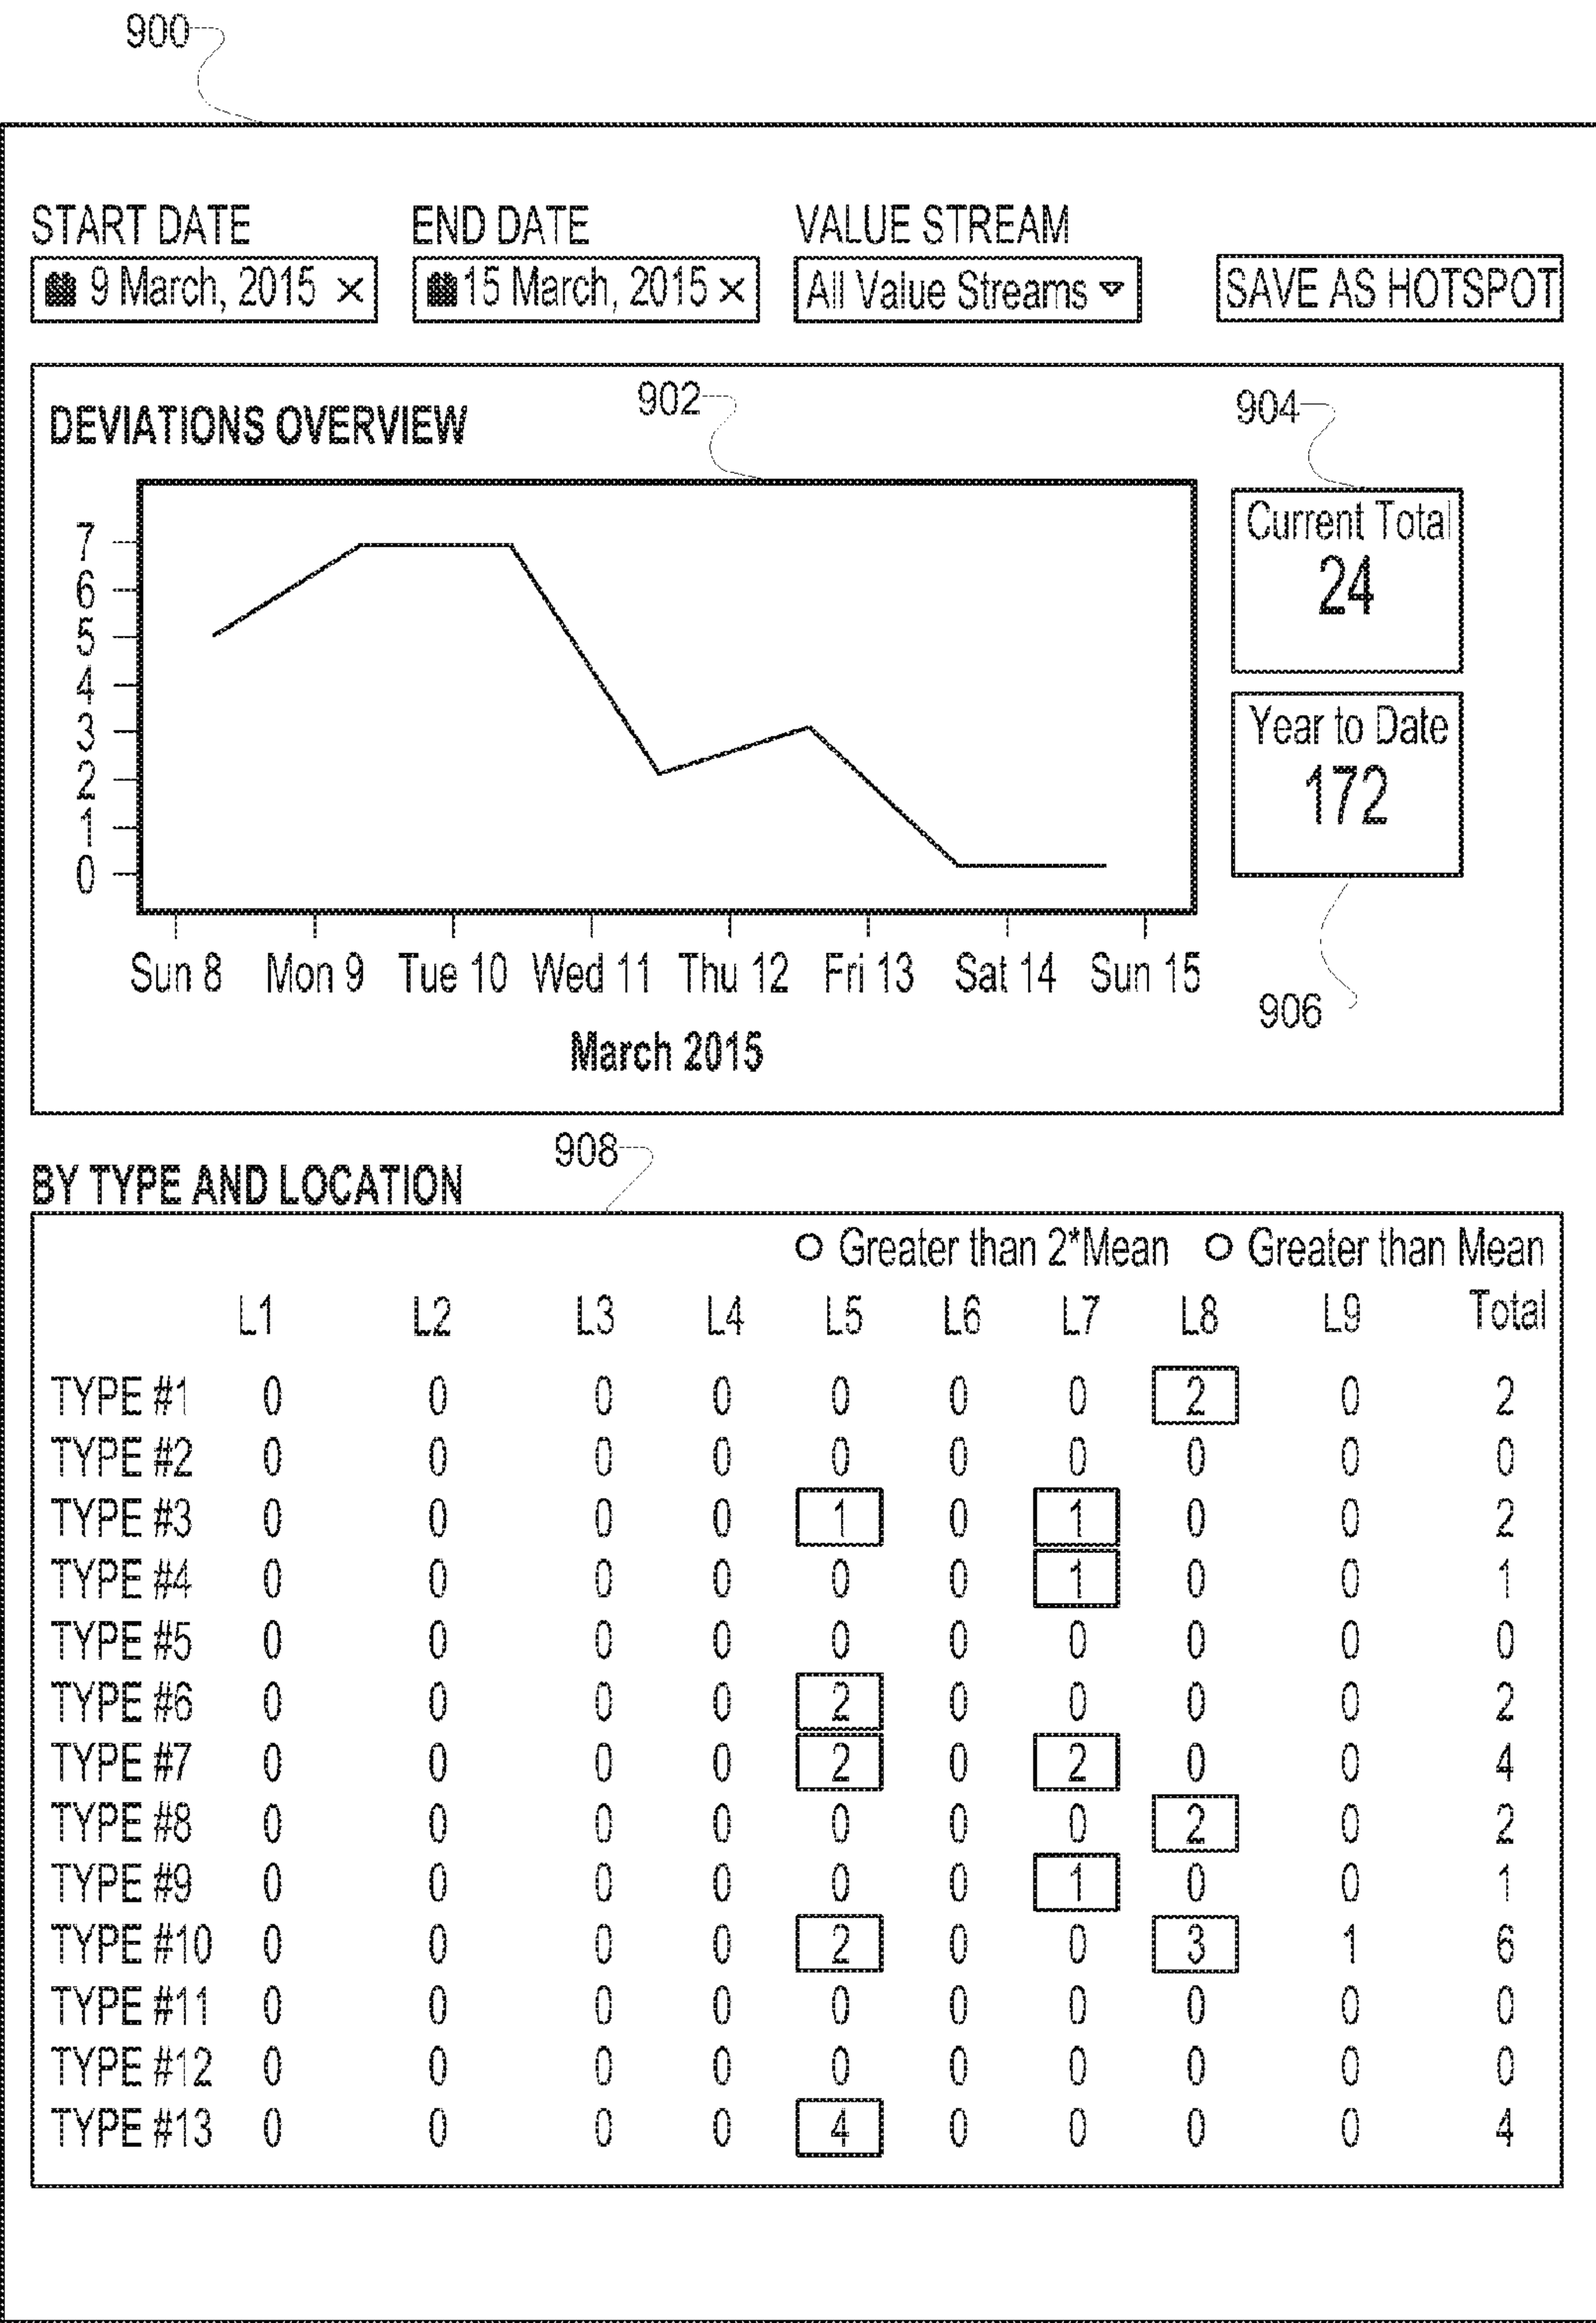 900
START DATE END DATE VALUE STREAM
9 March, 2015 × 15 March, 2015 × All Value Streams SAVE AS HOTSPOT
DEVIATIONS OVERVIEW 902 904
Current Total
24
Year to Date
172
906
7
6
5
4
3
2
1
0
Sun 8 Mon 9 Tue 10 Wed 11 Thu 12 Fri 13 Sat 14 Sun 15
March 2015
908
BY TYPE AND LOCATION
Greater than 2*Mean Greater than Mean
L1 L2 L3 L4 L5 L6 L7 L8 L9 Total
TYPE #1 0 0 0 0 0 0 0 2 0 2
TYPE #2 0 0 0 0 0 0 0 0 0 0
TYPE #3 0 0 0 0 1 0 1 0 0 2
TYPE #4 0 0 0 0 0 0 1 0 0 1
TYPE #5 0 0 0 0 0 0 0 0 0 0
TYPE #6 0 0 0 0 2 0 0 0 0 2
TYPE #7 0 0 0 0 2 0 2 0 0 4
TYPE #8 0 0 0 0 0 0 0 2 0 2
TYPE #9 0 0 0 0 0 0 1 0 0 1
TYPE #10 0 0 0 0 2 0 0 3 1 6
TYPE #11 0 0 0 0 0 0 0 0 0 0
TYPE #12 0 0 0 0 0 0 0 0 0 0
TYPE #13 0 0 0 0 4 0 0 0 0 4